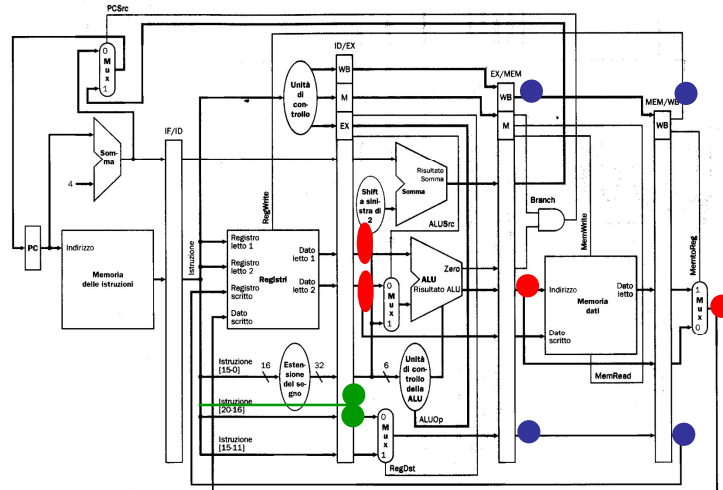 PCSrc
0
M
u
x
1
ID/EX
WB
M
EX
Unità
di
con-
trollo
EX/MEM
WB
M
MEM/WB
WB
IF/ID
Som-
ma
4
PC
Indirizzo
Memoria
delle istruzioni
Istruzione
RegWrite
Registro
letto 1
Registro
letto 2
Registro
scritto
Dato
scritto
Registri
Dato
letto 1
Dato
letto 2
Shift
a sini-
stra di
2
Risultato
Somma
Somma
ALUSrc
0
M
u
x
1
Zero
ALU
Risultato ALU
Branch
MemWrite
Indirizzo
Dato
letto
Memoria
dati
Dato
scritto
MemRead
MemtoReg
1
M
u
x
0
Istruzione
[15-0]
16
Esten-
sione
del segno
32
6
Unità di
controllo
della
ALU
ALUOp
Istruzione
[20-16]
Istruzione
[15-11]
0
M
u
x
1
RegDst